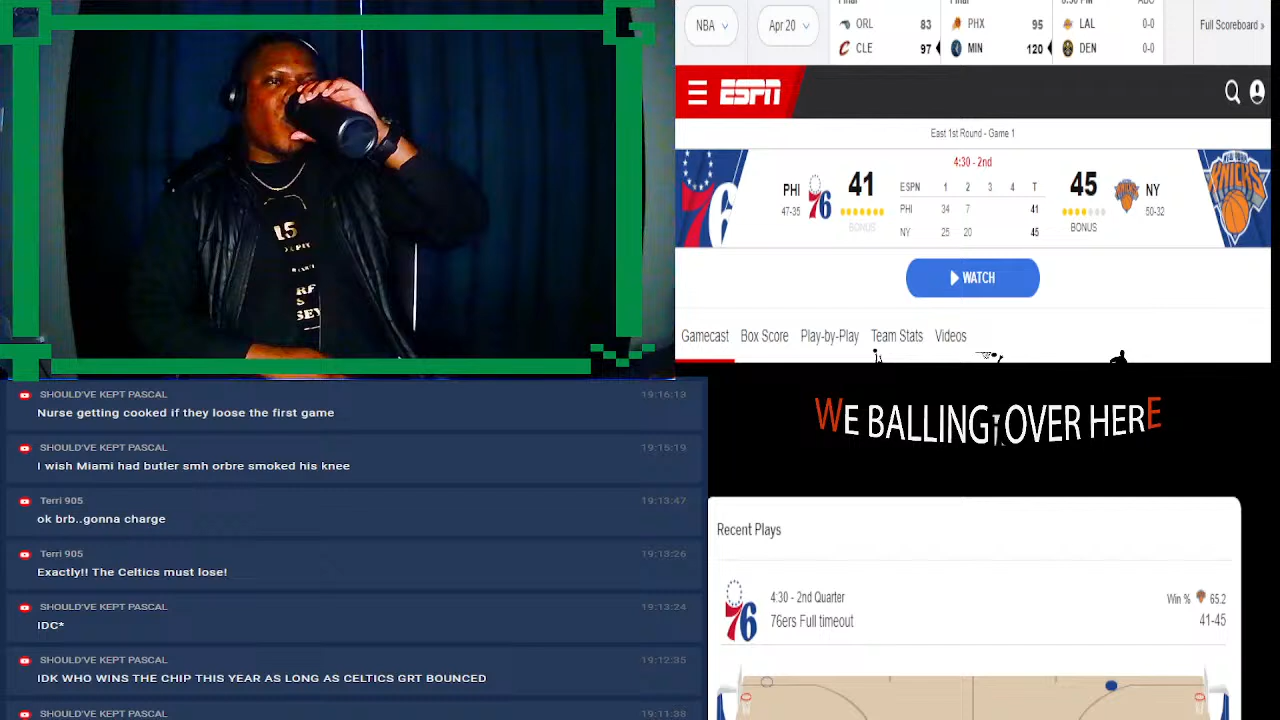 NBA
Apr 20
ORL 83
CLE 97
PHX 95
MIN 120
LAL 0-0
DEN 0-0
Full Scoreboard »
ESPN
East 1st Round - Game 1
4:30 - 2nd
PHI
47-35
76
41
BONUS
ESPN 1 2 3 4 T
PHI 34 7 41
NY 25 20 45
45
BONUS
NY
50-32
KNICKS
WATCH
Gamecast Box Score Play-by-Play Team Stats Videos
WE BALLING OVER HERE
Recent Plays
76
4:30 - 2nd Quarter
76ers Full timeout
Win % 65.2
41-45
SHOULD'VE KEPT PASCAL 19:16:13
Nurse getting cooked if they loose the first game
SHOULD'VE KEPT PASCAL 19:15:19
I wish Miami had butler smh orbre smoked his knee
Terri 905 19:13:47
ok brb..gonna charge
Terri 905 19:13:26
Exactly!! The Celtics must lose!
SHOULD'VE KEPT PASCAL 19:13:24
IDC*
SHOULD'VE KEPT PASCAL 19:12:35
IDK WHO WINS THE CHIP THIS YEAR AS LONG AS CELTICS GRT BOUNCED
SHOULD'VE KEPT PASCAL 19:11:38